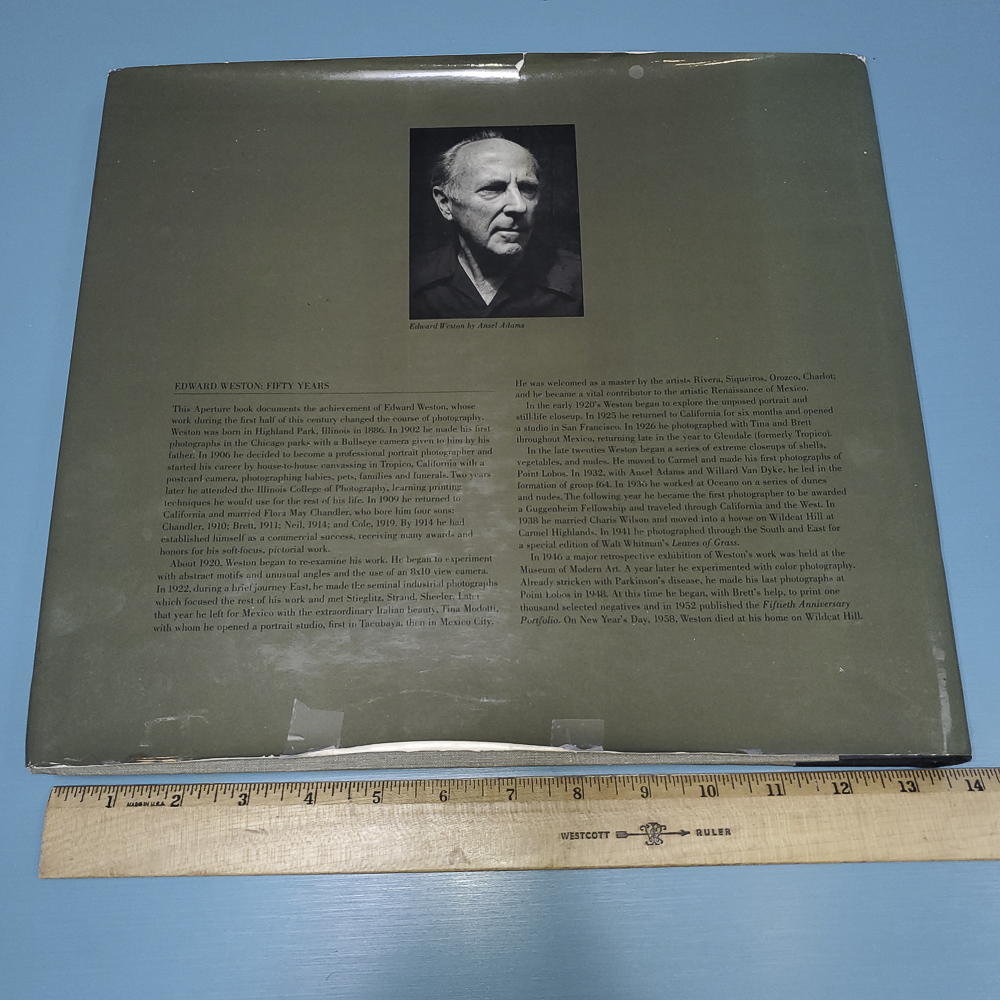 Edward Weston by Ansel Adams
EDWARD WESTON: FIFTY YEARS
This Aperture book documents the achievement of Edward Weston, whose
work during the first half of this century changed the course of photography.
Weston was born in Highland Park, Illinois in 1886. In 1902 he made his first
photographs in the Chicago parks with a Bullseye camera given to him by his
father. In 1906 he decided to become a professional portrait photographer and
started his career by house-to-house canvassing in Tropico, California with a
postcard camera, photographing babies, pets, families and funerals. Two years
later he attended the Illinois College of Photography, learning printing
techniques he would use for the rest of his life. In 1909 he returned to
California and married Flora May Chandler, who bore him four sons:
Chandler, 1910; Brett, 1911; Neil, 1914; and Cole, 1919. By 1914 he had
established himself as a commercial success, receiving many awards and
honors for his soft-focus, pictorial work.
About 1920, Weston began to re-examine his work. He began to experiment
with abstract motifs and unusual angles and the use of an 8x10 view camera.
In 1922, during a brief journey East, he made the seminal industrial photographs
which focused the rest of his work and met Stieglitz, Strand, Sheeler. Later
that year he left for Mexico with the extraordinary Italian beauty, Tina Modotti,
with whom he opened a portrait studio, first in Tacubaya, then in Mexico City.
He was welcomed as a master by the artists Rivera, Siqueiros, Orozco, Charlot;
and he became a vital contributor to the artistic Renaissance of Mexico.
In the early 1920's Weston began to explore the unposed portrait and
still-life closeup. In 1925 he returned to California for six months and opened
a studio in San Francisco. In 1926 he photographed with Tina and Brett
throughout Mexico, returning late in the year to Glendale (formerly Tropico).
In the late twenties Weston began a series of extreme closeups of shells,
vegetables, and nudes. He moved to Carmel and made his first photographs of
Point Lobos. In 1932, with Ansel Adams and Willard Van Dyke, he led in the
formation of group f64. In 1936 he worked at Oceano on a series of dunes
and nudes. The following year he became the first photographer to be awarded
a Guggenheim Fellowship and traveled through California and the West. In
1938 he married Charis Wilson and moved into a house on Wildcat Hill at
Carmel Highlands. In 1941 he photographed through the South and East for
a special edition of Walt Whitman's Leaves of Grass.
In 1946 a major retrospective exhibition of Weston's work was held at the
Museum of Modern Art. A year later he experimented with color photography.
Already stricken with Parkinson's disease, he made his last photographs at
Point Lobos in 1948. At this time he began, with Brett's help, to print one
thousand selected negatives and in 1952 published the Fiftieth Anniversary
Portfolio. On New Year's Day, 1958, Weston died at his home on Wildcat Hill.
1 2 3 4 5 6 7 8 9 10 11 12 13 14
MADE IN U.S.A.
WESTCOTT RULER